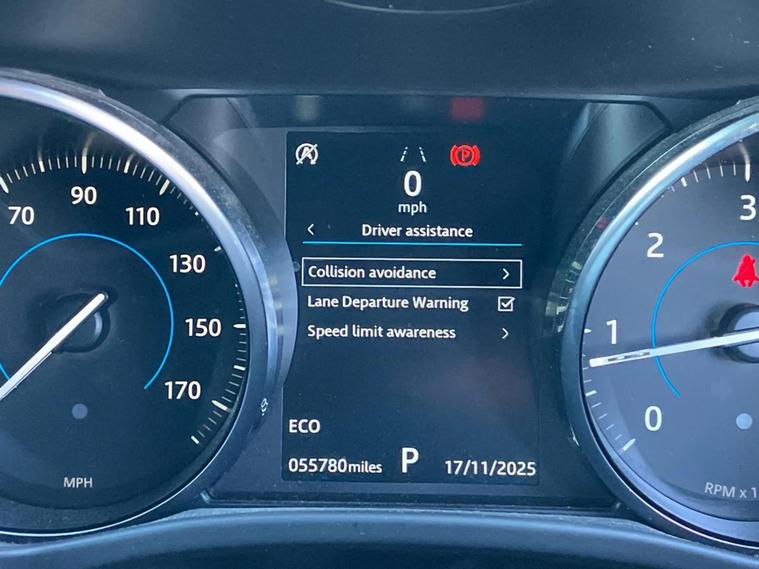 70
90
110
130
150
170
MPH
0
mph
Driver assistance
Collision avoidance
Lane Departure Warning
Speed limit awareness
ECO
055780miles
P
17/11/2025
P
3
2
1
0
RPM x 1